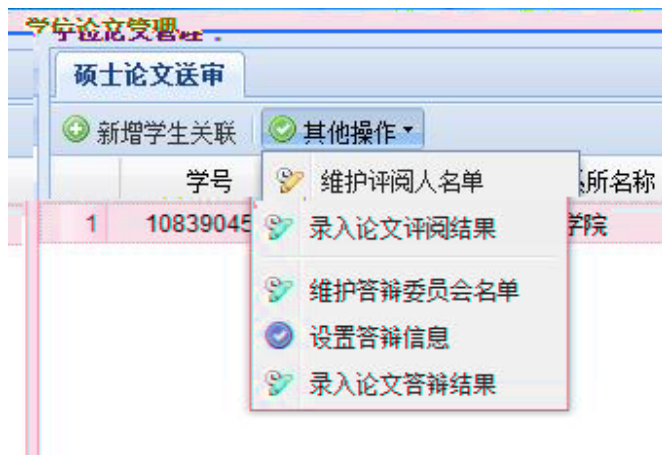 学位论文管理
硕士论文送审
新增学生关联 其他操作
学号 所名称
维护评阅人名单
1 10839045 学院
录入论文评阅结果
维护答辩委员会名单
设置答辩信息
录入论文答辩结果